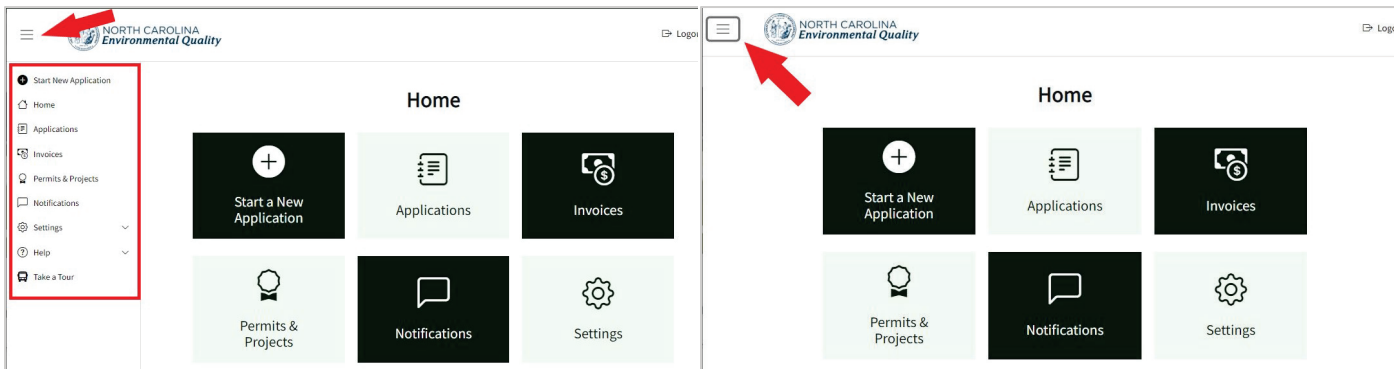 NORTH CAROLINA
Environmental Quality
Start New Application
Home
Applications
Invoices
Permits & Projects
Notifications
Settings
Help
Take a Tour
Home
Start a New
Application
Applications
Invoices
Permits &
Projects
Notifications
Settings
NORTH CAROLINA
Environmental Quality
Home
Start a New
Application
Applications
Invoices
Permits &
Projects
Notifications
Settings